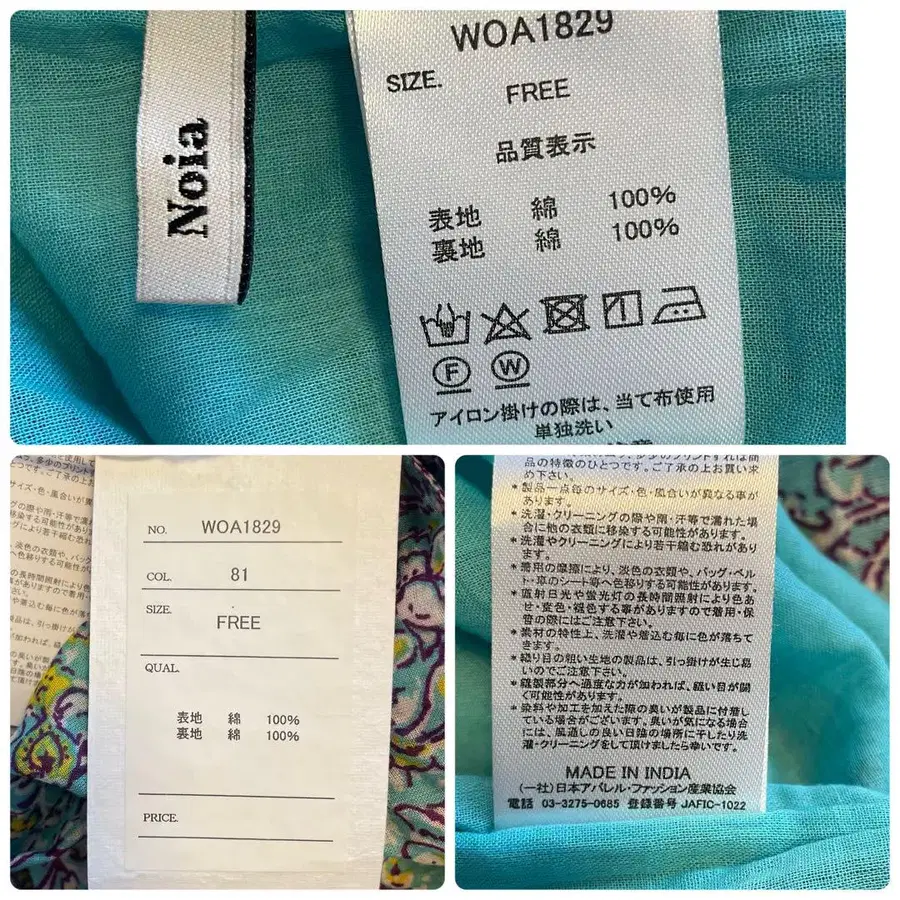 Noia
WOA1829
SIZE.
FREE
品質表示
表地 綿 100%
裏地 綿 100%
F W
アイロン掛けの際は、当て布使用
単独洗い
NO. WOA1829
COL. 81
SIZE.
FREE
QUAL.
表地 綿 100%
裏地 綿 100%
PRICE.
品の特徴のひとつです。ご了承の上お買い求
め下さい。
*製品一点毎のサイズ・色・風合いが異なる事が
あります。
*洗濯・クリーニングの際や雨・汗等で濡れた場
合に他の衣類に移染する可能性があります。
*洗濯やクリーニングにより若干縮む恐れがあり
ます。
*着用の摩擦により、淡色の衣類や、バッグ・ベル
ト・車のシート等へ色移りする可能性があります。
*直射日光や蛍光灯の長時間照射により色あ
せ・変色・褪色する事がありますので着用・保
管の際にはご注意下さい。
*素材の特性上、洗濯や着込む毎に色が落ちて
きます。
*織り目の粗い生地の製品は、引っ掛けが生じ易
いのでご注意下さい。
*縫製部分へ過度な力が加われば、縫い目が開
く可能性があります。
*染料や加工を加えた際の臭いが製品に付着し
ている場合がございます。臭いが気になる場合
には、風通しの良い日陰の場所に干したり洗
濯・クリーニングをして頂けましたら幸いです。
MADE IN INDIA
(一社)日本アパレル・ファッション産業協会
電話 03-3275-0685 登録番号 JAFIC-1022